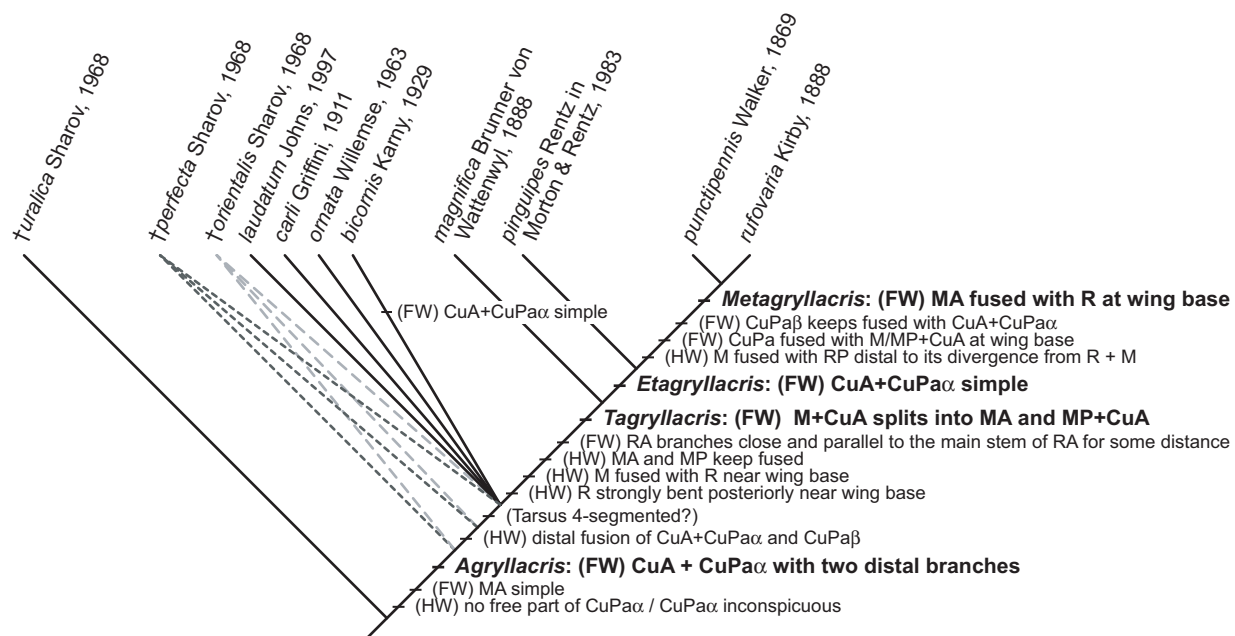 †uralica Sharov, 1968
†perfecta Sharov, 1968
†orientalis Sharov, 1968
laudatum Johns, 1997
carli Griffini, 1911
ornata Willemse, 1963
bicornis Karny, 1929
magnifica Brunner von
Wattenwyl, 1888
pinguipes Rentz in
Morton & Rentz, 1983
punctipennis Walker, 1869
rufovaria Kirby, 1888
Metagryllacris: (FW) MA fused with R at wing base
(FW) CuA+CuPaα simple
(FW) CuPaβ keeps fused with CuA+CuPaα
(FW) CuPa fused with M/MP+CuA at wing base
(HW) M fused with RP distal to its divergence from R + M
Etagryllacris: (FW) CuA+CuPaα simple
Tagryllacris: (FW) M+CuA splits into MA and MP+CuA
(FW) RA branches close and parallel to the main stem of RA for some distance
(HW) MA and MP keep fused
(HW) M fused with R near wing base
(HW) R strongly bent posteriorly near wing base
(Tarsus 4-segmented?)
(HW) distal fusion of CuA+CuPaα and CuPaβ
Agryllacris: (FW) CuA + CuPaα with two distal branches
(FW) MA simple
(HW) no free part of CuPaα / CuPaα inconspicuous